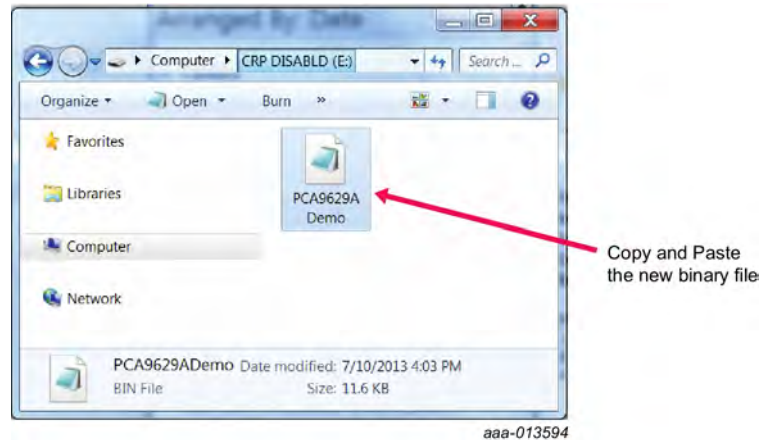 Arranged By: Date
Computer ▸ CRP DISABLD (E:)
Search ...
Organize
Open
Burn
»
Favorites
PCA9629A
Demo
Libraries
Computer
Network
Copy and Paste
the new binary file
PCA9629ADemo Date modified: 7/10/2013 4:03 PM
BIN File Size: 11.6 KB
aaa-013594